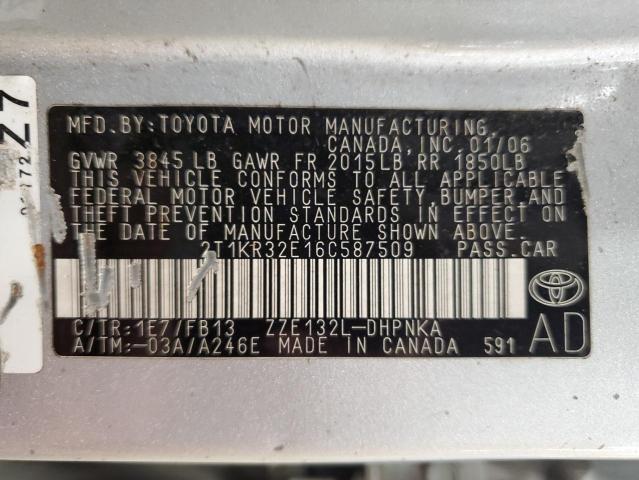 MFD. BY: TOYOTA MOTOR MANUFACTURING,
CANADA, INC. 01/06
GVWR 3845 LB GAWR FR 2015LB RR 1850LB
THIS VEHICLE CONFORMS TO ALL APPLICABLE
FEDERAL MOTOR VEHICLE SAFETY, BUMPER, AND
THEFT PREVENTION STANDARDS IN EFFECT ON
THE DATE OF MANUFACTURE SHOWN ABOVE.
2T1KR32E16C587509 PASS. CAR
C/TR: 1E7/FB13 ZZE132L-DHPNKA
A/TM: -03A/A246E MADE IN CANADA 591
AD